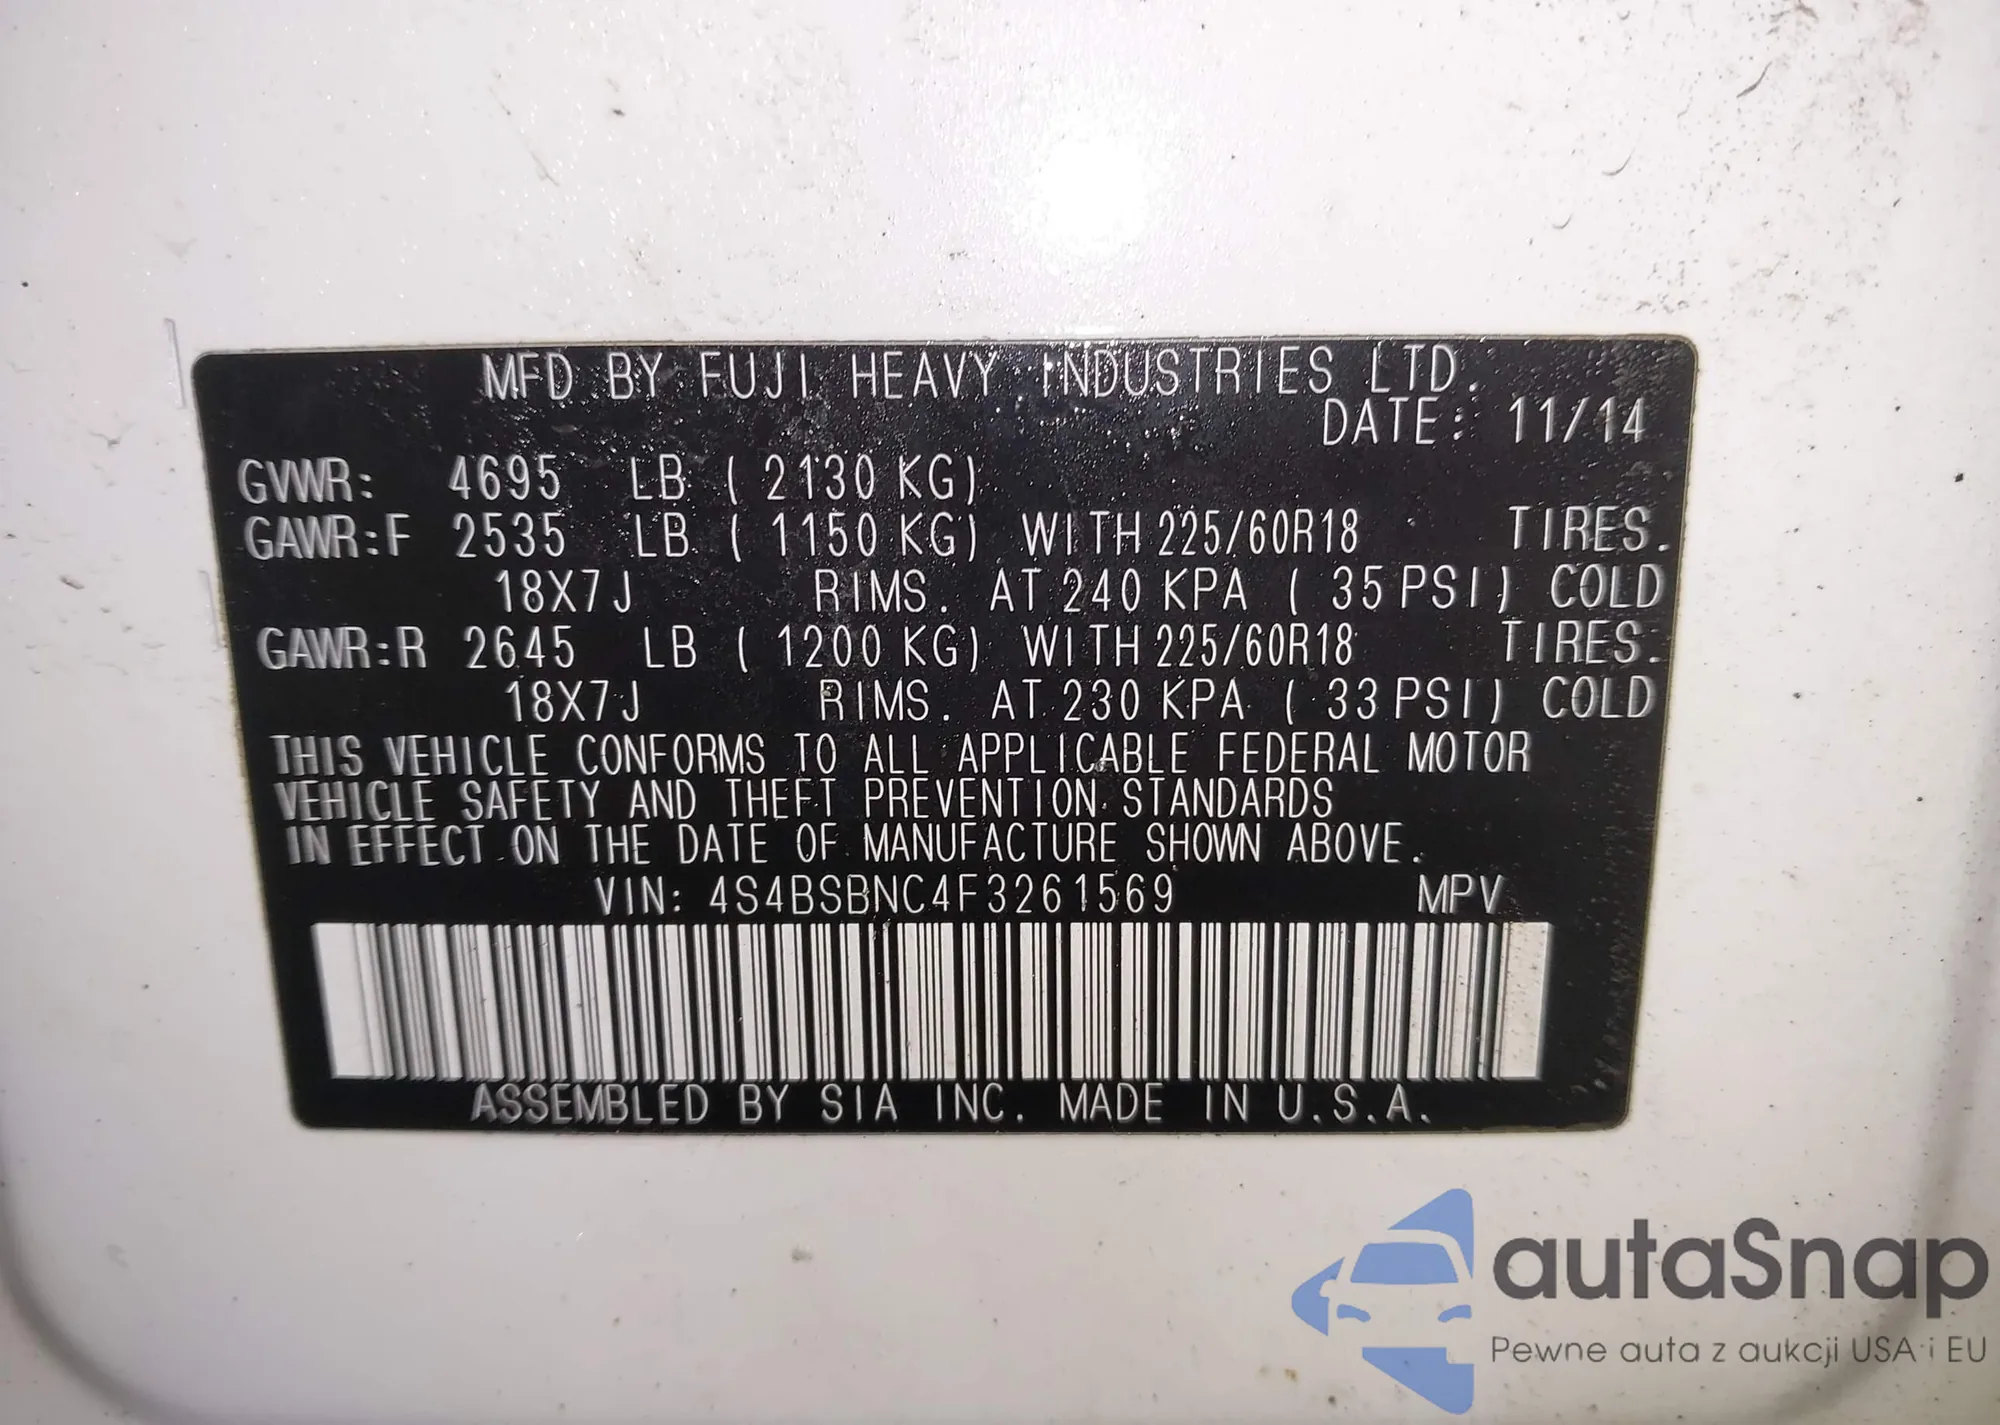 MFD BY FUJI HEAVY INDUSTRIES LTD.
DATE: 11/14
GVWR: 4695 LB ( 2130 KG)
GAWR:F 2535 LB ( 1150 KG) WITH 225/60R18 TIRES.
18X7J RIMS. AT 240 KPA ( 35 PSI) COLD
GAWR:R 2645 LB ( 1200 KG) WITH 225/60R18 TIRES.
18X7J RIMS. AT 230 KPA ( 33 PSI) COLD
THIS VEHICLE CONFORMS TO ALL APPLICABLE FEDERAL MOTOR
VEHICLE SAFETY AND THEFT PREVENTION STANDARDS
IN EFFECT ON THE DATE OF MANUFACTURE SHOWN ABOVE.
VIN: 4S4BSBNC4F3261569 MPV
ASSEMBLED BY SIA INC. MADE IN U.S.A.
autaSnap
Pewne auta z aukcji USA i EU